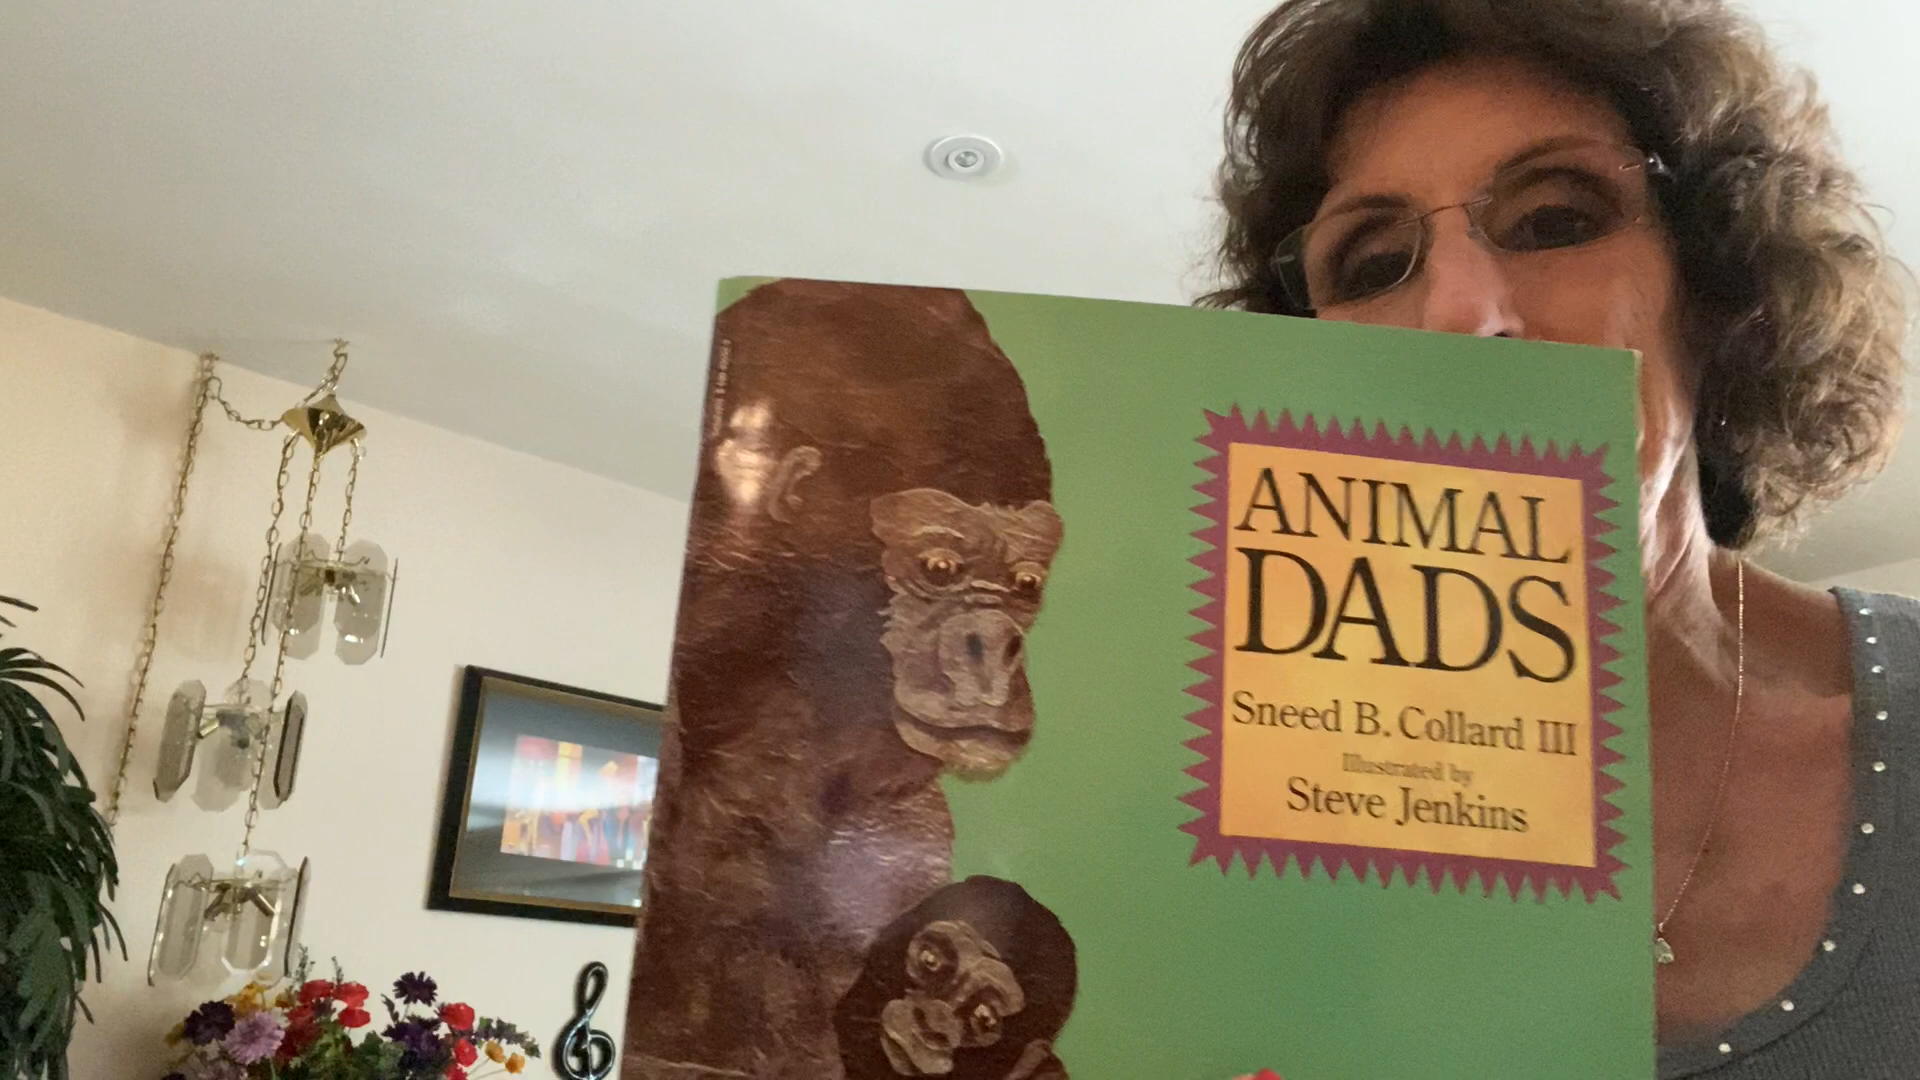 ANIMAL
DADS
Sneed B. Collard III
Illustrated by
Steve Jenkins